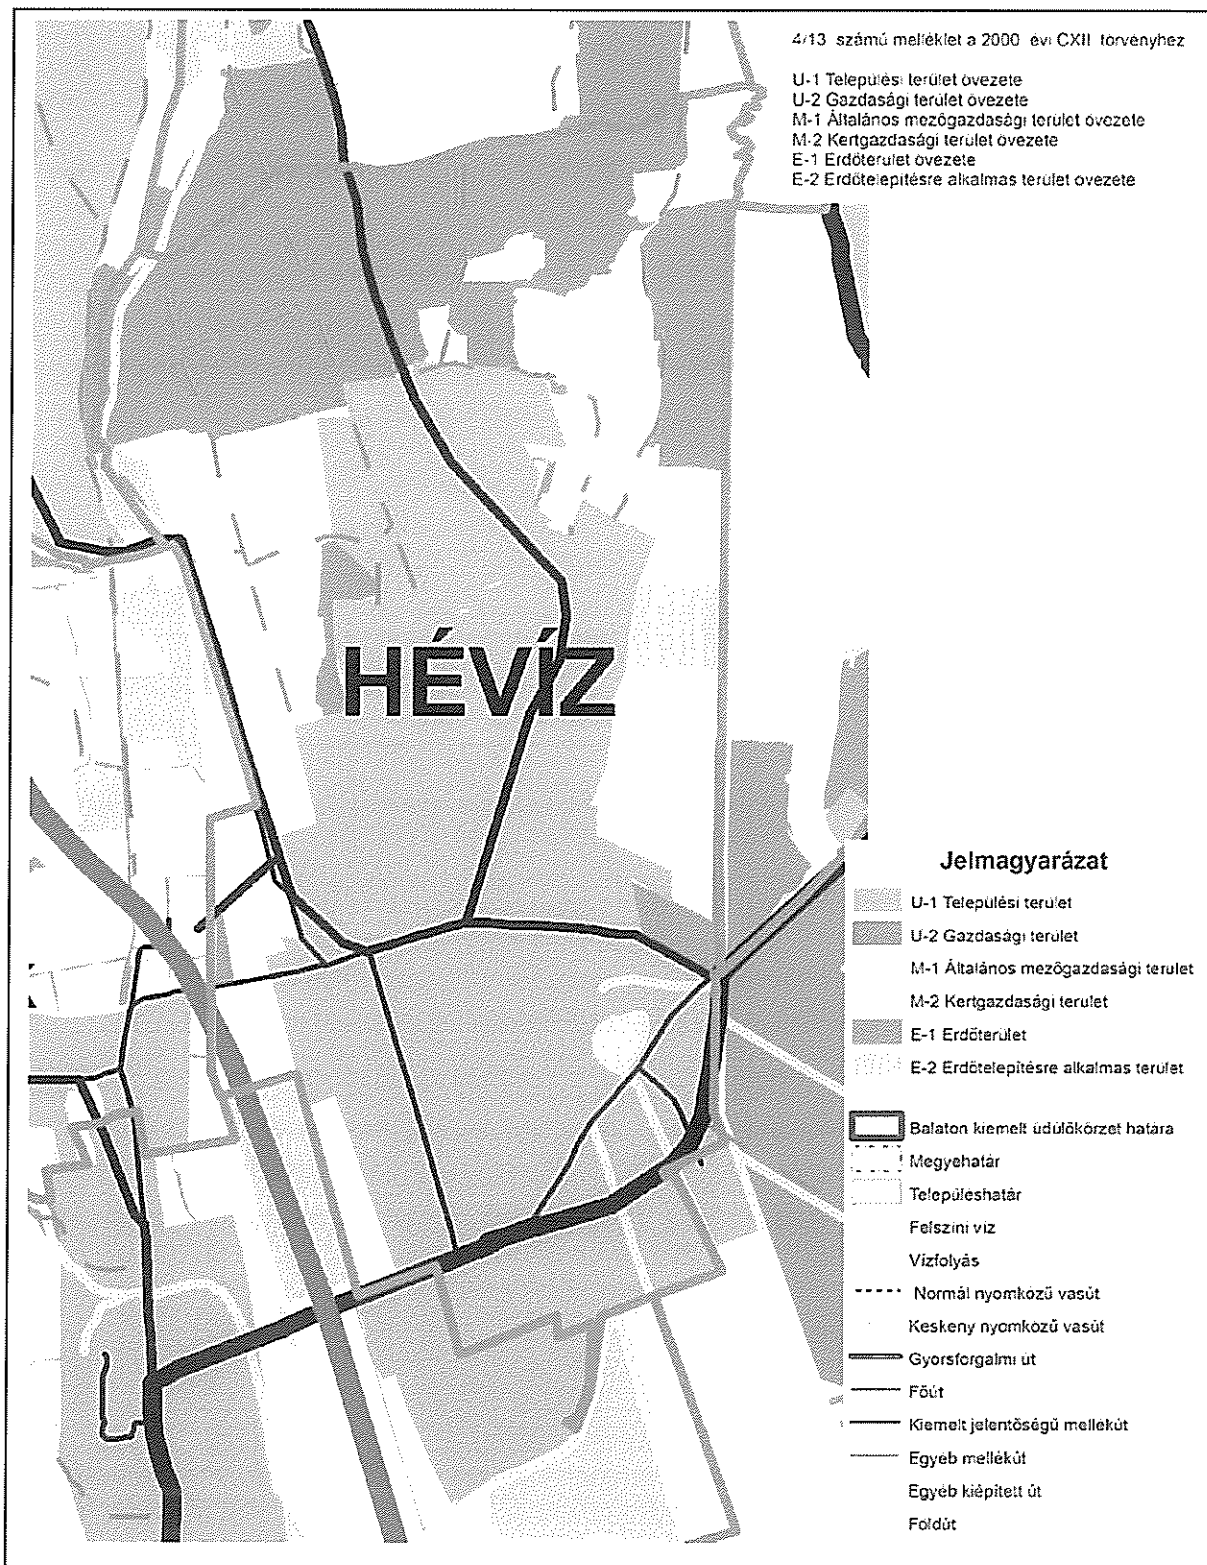 4/13 számú melléklet a 2000 évi CXII törvényhez
U-1 Települési terület övezete
U-2 Gazdasági terület övezete
M-1 Általános mezőgazdasági terület övezete
M-2 Kertgazdasági terület övezete
E-1 Erdőterület övezete
E-2 Erdőtelepítésre alkalmas terület övezete
HÉVÍZ
Jelmagyarázat
U-1 Települési terület
U-2 Gazdasági terület
M-1 Általános mezőgazdasági terület
M-2 Kertgazdasági terület
E-1 Erdőterület
E-2 Erdőtelepítésre alkalmas terület
Balaton kiemelt üdülőkörzet határa
Megyehatár
Településhatár
Felszíni víz
Vízfolyás
Normál nyomközű vasút
Keskeny nyomközű vasút
Gyorsforgalmi út
Főút
Kiemelt jelentőségű mellékút
Egyéb mellékút
Egyéb kiépített út
Földút